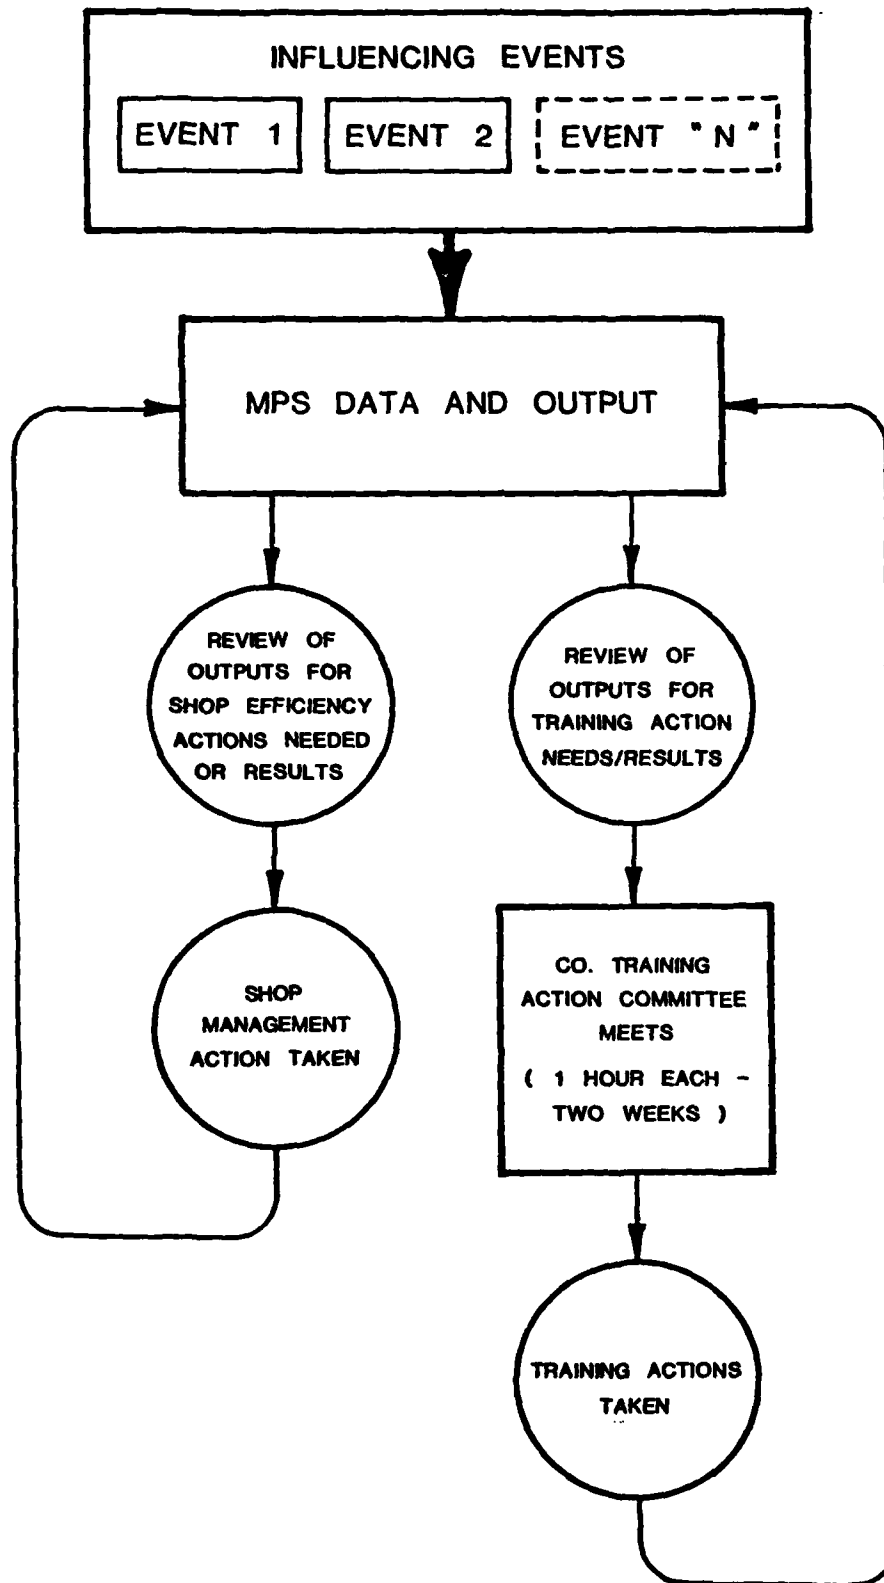 INFLUENCING EVENTS
EVENT 1
EVENT 2
EVENT "N"
MPS DATA AND OUTPUT
REVIEW OF
OUTPUTS FOR
SHOP EFFICIENCY
ACTIONS NEEDED
OR RESULTS
REVIEW OF
OUTPUTS FOR
TRAINING ACTION
NEEDS/RESULTS
SHOP
MANAGEMENT
ACTION TAKEN
CO. TRAINING
ACTION COMMITTEE
MEETS
( 1 HOUR EACH -
TWO WEEKS )
TRAINING ACTIONS
TAKEN